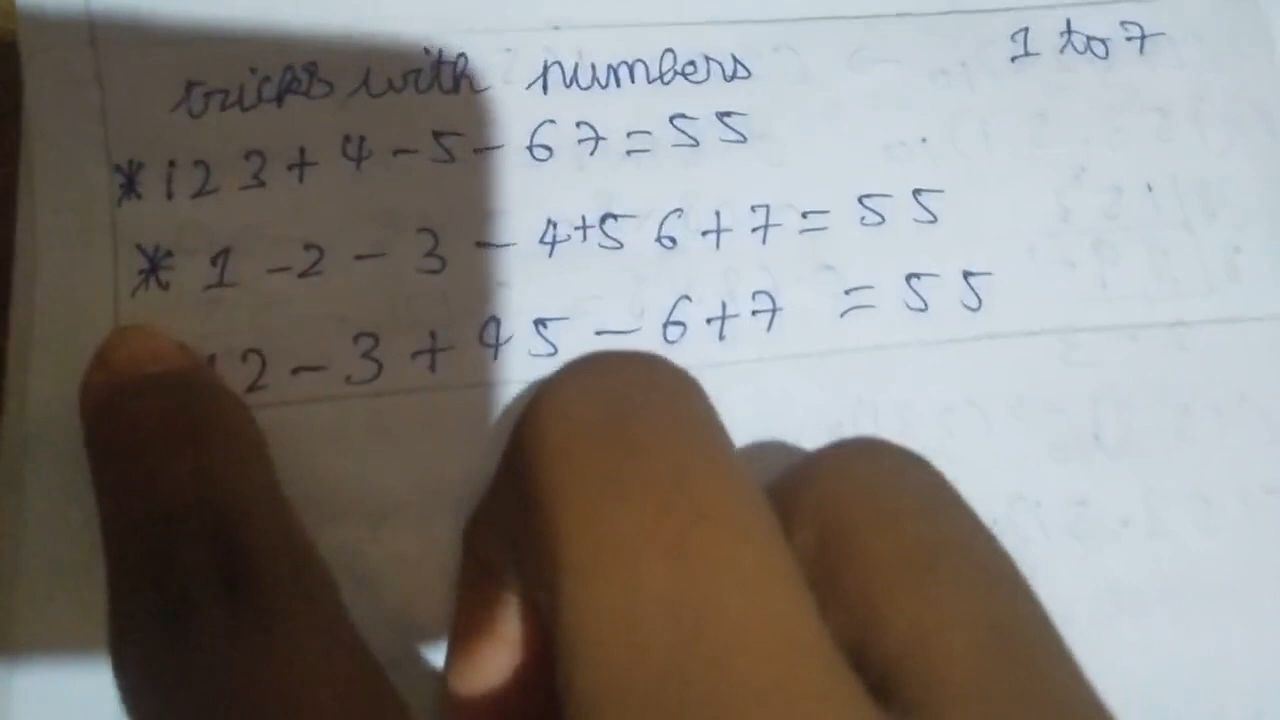 1 to 7
tricks with numbers
* 123 + 4 - 5 - 67 = 55
* 1 - 2 - 3 - 4 + 56 + 7 = 55
12 - 3 + 45 - 6 + 7 = 55